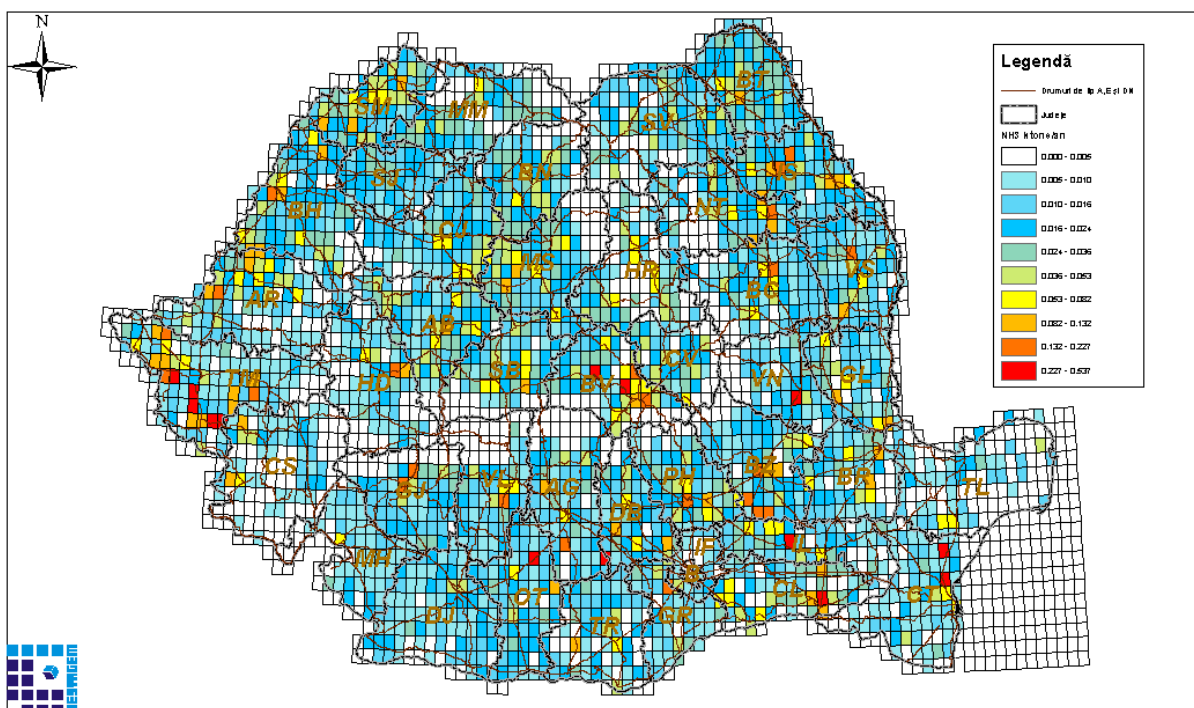 N
Legendă
Drumuri de tip A,E și DN
Județe
NH3 in tone/an
0.000 - 0.005
0.005 - 0.010
0.010 - 0.016
0.016 - 0.024
0.024 - 0.036
0.036 - 0.053
0.053 - 0.082
0.082 - 0.132
0.132 - 0.227
0.227 - 0.537
BT
SM
MM
SV
IS
SJ
BN
BH
NT
CJ
MS
HR
BC
VS
AR
AB
CV
TM
HD
SB
BV
VN
GL
CS
GJ
VL
AG
PH
BZ
BR
TL
DB
IF
IL
MH
B
CL
CT
OT
DJ
TR
GR